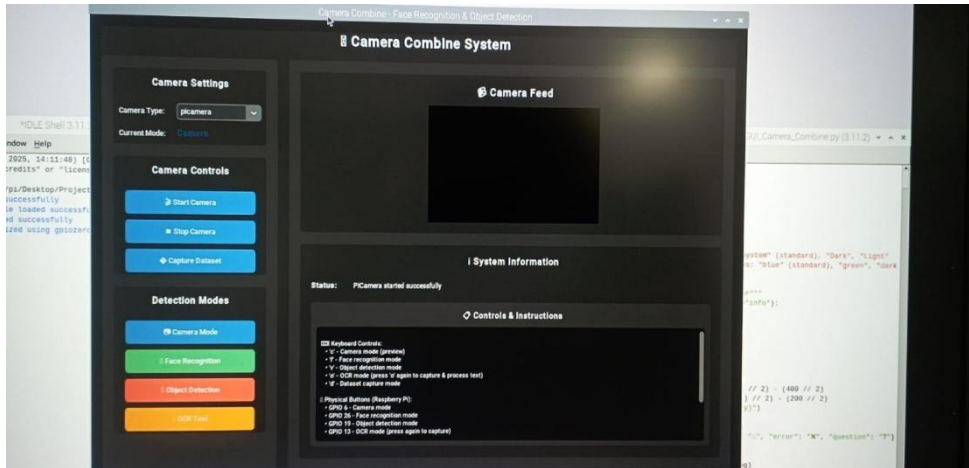 Camera Combine - Face Recognition & Object Detection
Camera Combine System
Camera Settings
Camera Type: picamera
Current Mode: Camera
Camera Controls
Start Camera
Stop Camera
Capture Dataset
Detection Modes
Camera Mode
Face Recognition
Object Detection
OCR Text
Camera Feed
i System Information
Status: PiCamera started successfully
Controls & Instructions
Keyboard Controls:
• 'c' - Camera mode (preview)
• 'f' - Face recognition mode
• 'v' - Object detection mode
• 'o' - OCR mode (press 'o' again to capture & process text)
• 'd' - Dataset capture mode
Physical Buttons (Raspberry Pi):
• GPIO 6 - Camera mode
• GPIO 26 - Face recognition mode
• GPIO 19 - Object detection mode
• GPIO 13 - OCR mode (press again to capture)
*IDLE Shell 3.11.
ndow Help
2025, 14:11:48) [G
credits" or "licens
/pi/Desktop/Project
successfully
le loaded successfu
ed successfully
ized using gpiozero
GUI_Camera_Combine.py (3.11.2)
ystem" (standard), "Dark", "Light"
s: "blue" (standard), "green", "dark
r"""
"info"):
// 2) - (400 // 2)
) // 2) - (200 // 2)
y}")
"error": "❌", "question": "?"}